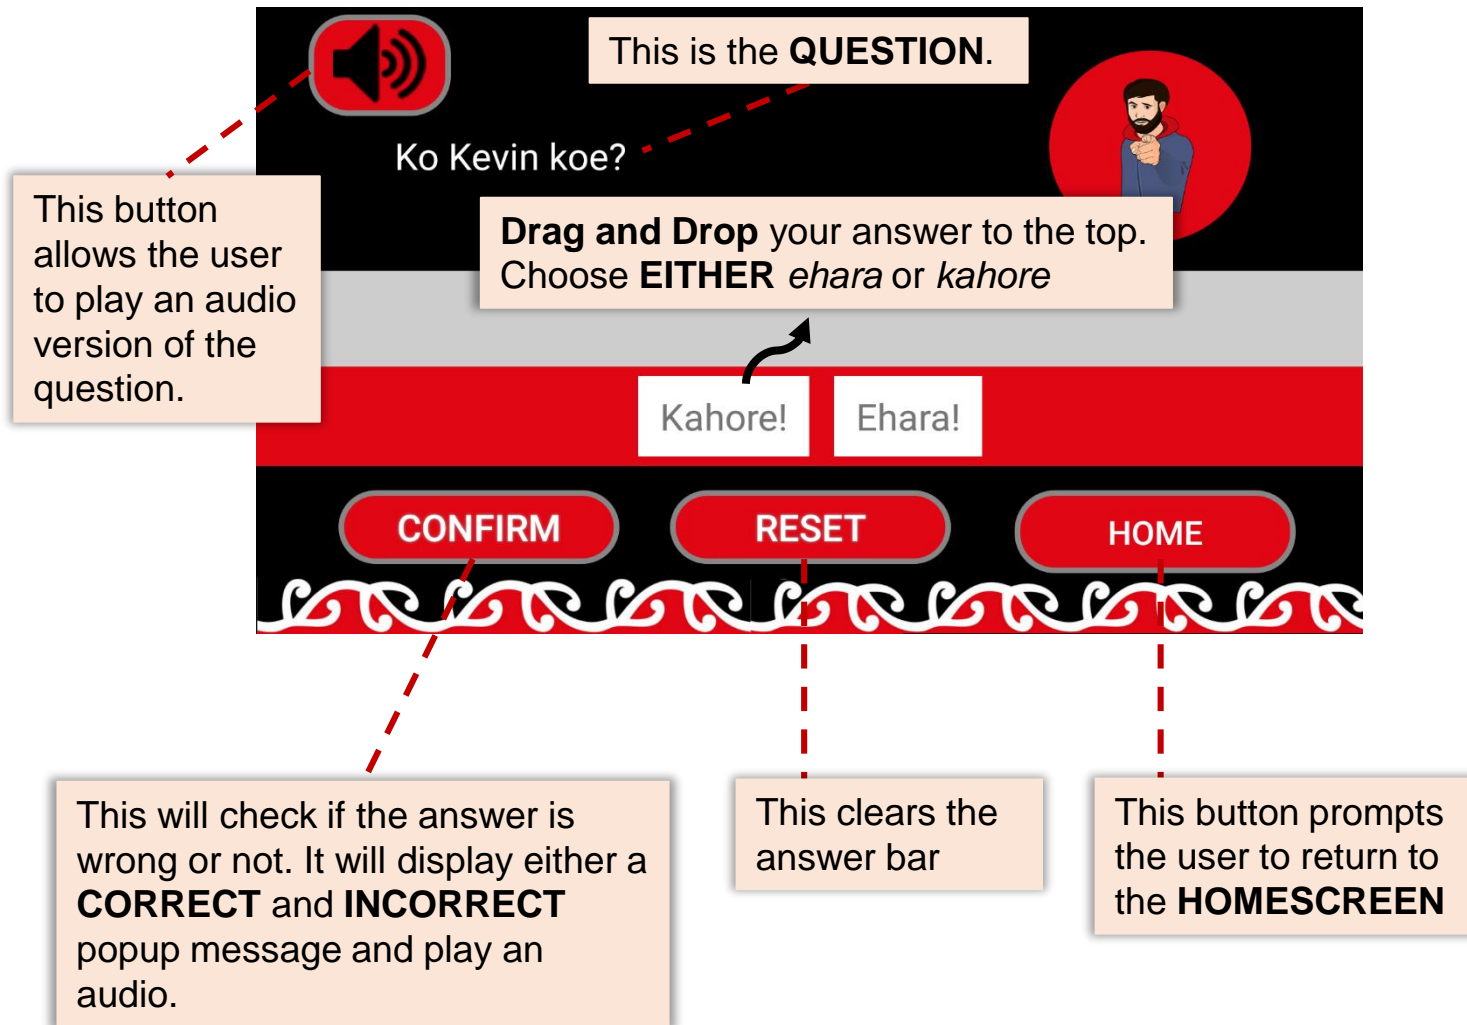 This is the QUESTION.
Ko Kevin koe?
This button
allows the user
to play an audio
version of the
question.
Drag and Drop your answer to the top.
Choose EITHER ehara or kahore
Kahore!
Ehara!
CONFIRM
RESET
HOME
This will check if the answer is
wrong or not. It will display either a
CORRECT and INCORRECT
popup message and play an
audio.
This clears the
answer bar
This button prompts
the user to return to
the HOMESCREEN